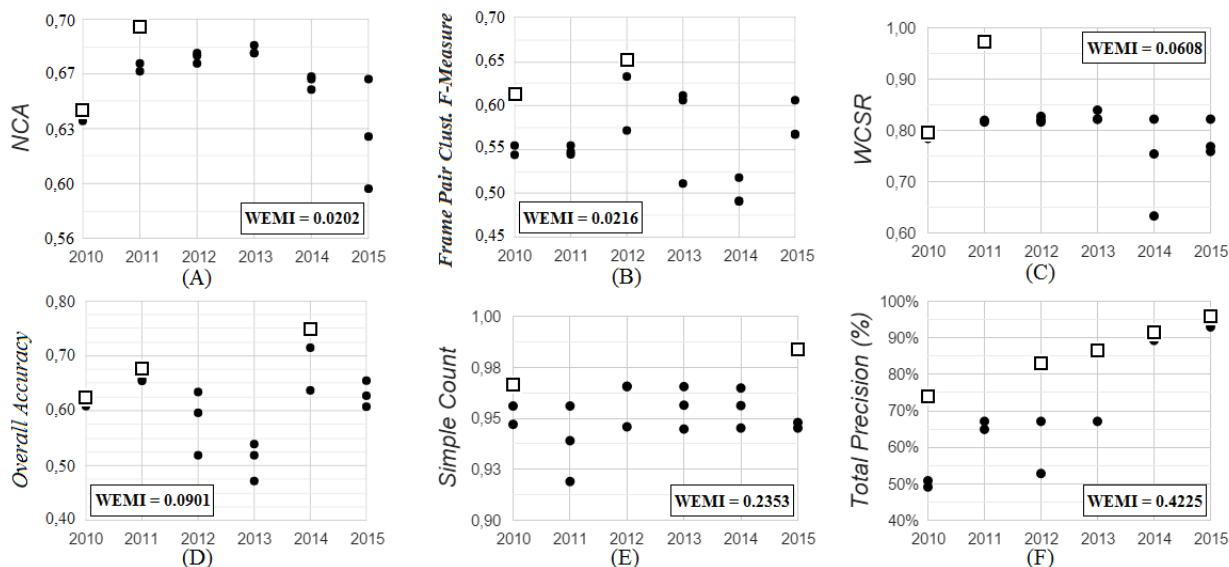 NCA
0,70
0,67
0,63
0,60
0,56
WEMI = 0.0202
2010 2011 2012 2013 2014 2015
(A)
Frame Pair Clust. F-Measure
0,70
0,65
0,60
0,55
0,50
0,45
WEMI = 0.0216
2010 2011 2012 2013 2014 2015
(B)
WCSR
1,00
0,90
0,80
0,70
0,60
WEMI = 0.0608
2010 2011 2012 2013 2014 2015
(C)
Overall Accuracy
0,80
0,70
0,60
0,50
0,40
WEMI = 0.0901
2010 2011 2012 2013 2014 2015
(D)
Simple Count
1,00
0,98
0,95
0,93
0,90
WEMI = 0.2353
2010 2011 2012 2013 2014 2015
(E)
Total Precision (%)
100%
90%
80%
70%
60%
50%
40%
WEMI = 0.4225
2010 2011 2012 2013 2014 2015
(F)